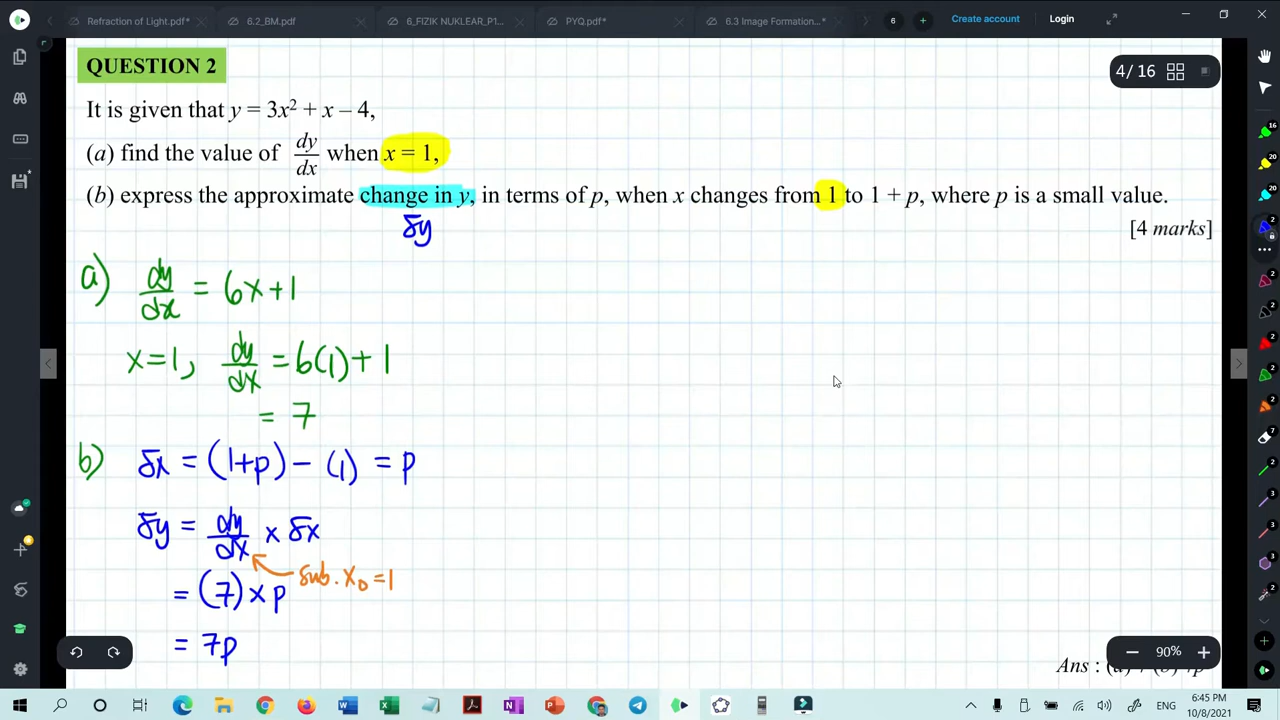 Refraction of Light.pdf*
6.2_BM.pdf
6_FIZIK NUKLEAR_P1...
PYQ.pdf*
6.3 Image Formation...*
6
Create account
Login
QUESTION 2
4/ 16
It is given that y = 3x² + x – 4,
(a) find the value of dy/dx when x = 1,
(b) express the approximate change in y, in terms of p, when x changes from 1 to 1 + p, where p is a small value.
δy
[4 marks]
a) dy/dx = 6x+1
x=1, dy/dx = 6(1)+1
= 7
b) δx = (1+p) – (1) = p
δy = dy/dx x δx
sub. x₀ =1
= (7) x p
= 7p
90%
Ans : (a)
6:45 PM
ENG
10/8/2021